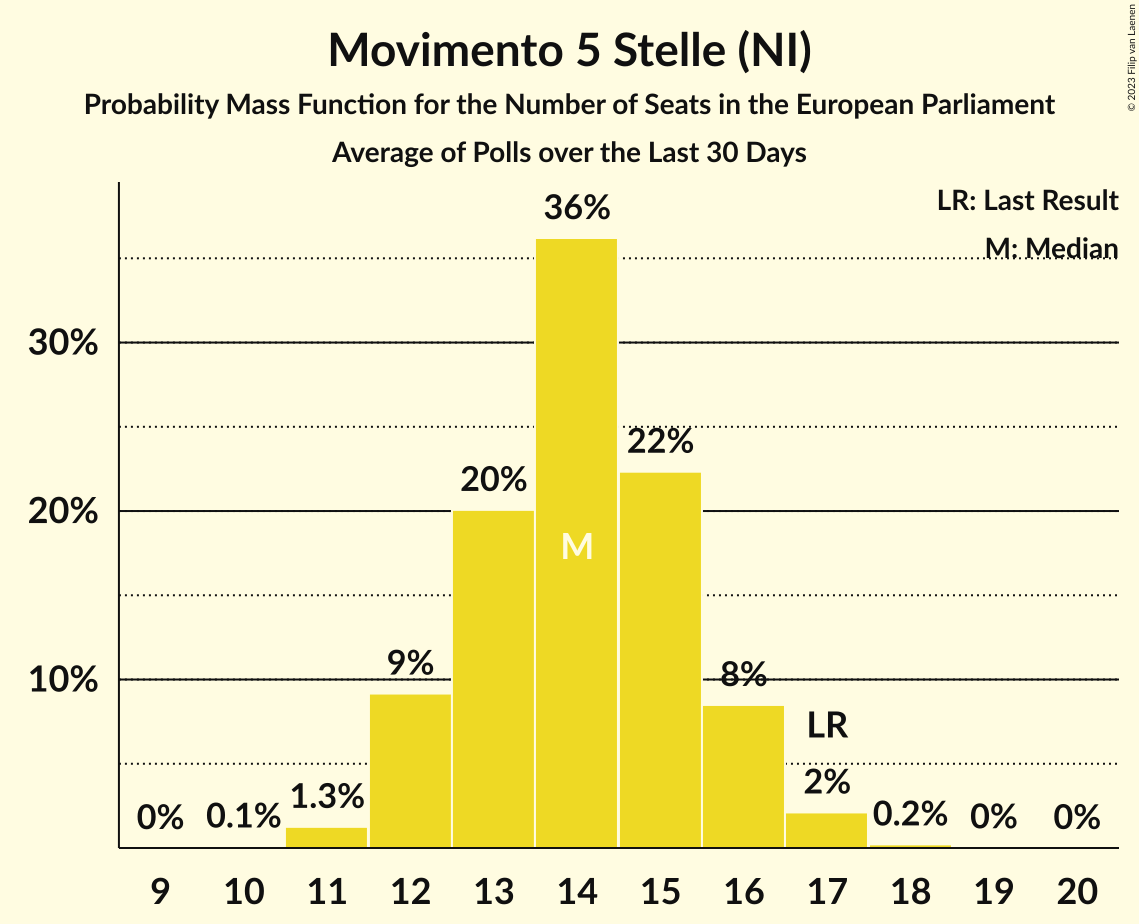 Movimento 5 Stelle (NI)
Probability Mass Function for the Number of Seats in the European Parliament
Average of Polls over the Last 30 Days
© 2023 Filip van Laenen
LR: Last Result
M: Median
36%
30%
22%
20%
20%
M
9%
10%
8%
LR
0%
0.1%
1.3%
2%
0.2%
0%
0%
9 10 11 12 13 14 15 16 17 18 19 20